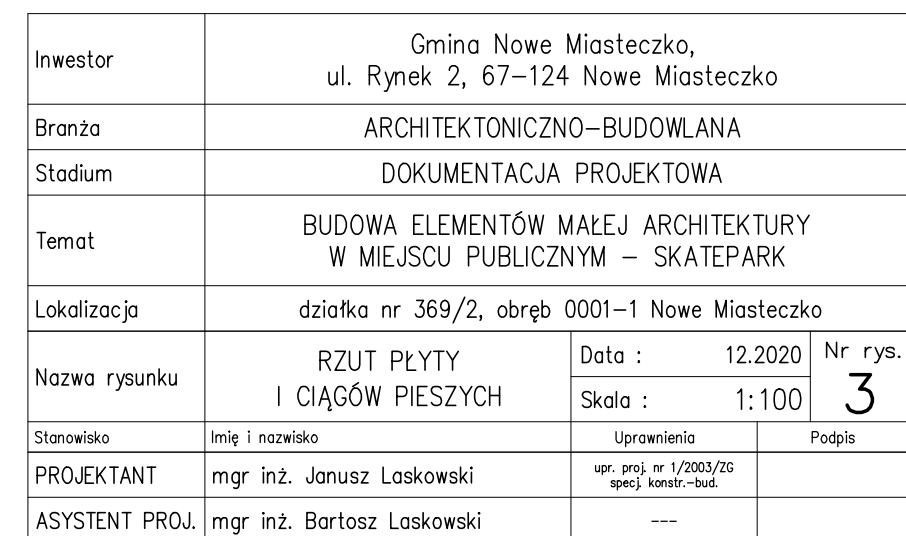 Inwestor
Gmina Nowe Miasteczko,
ul. Rynek 2, 67-124 Nowe Miasteczko
Branża
ARCHITEKTONICZNO-BUDOWLANA
Stadium
DOKUMENTACJA PROJEKTOWA
Temat
BUDOWA ELEMENTÓW MAŁEJ ARCHITEKTURY
W MIEJSCU PUBLICZNYM – SKATEPARK
Lokalizacja
działka nr 369/2, obręb 0001-1 Nowe Miasteczko
Nazwa rysunku
RZUT PŁYTY
I CIĄGÓW PIESZYCH
Data : 12.2020
Skala : 1:100
Nr rys.
3
Stanowisko Imię i nazwisko Uprawnienia Podpis
PROJEKTANT mgr inż. Janusz Laskowski
upr. proj. nr 1/2003/ZG
specj. konstr.-bud.
ASYSTENT PROJ. mgr inż. Bartosz Laskowski ---